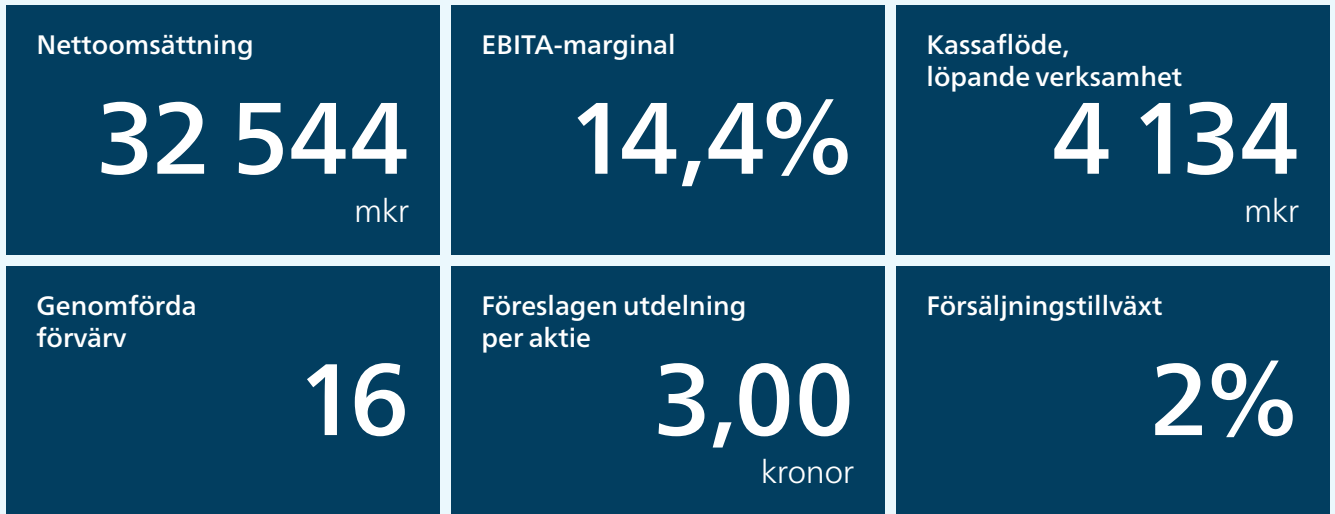 Nettoomsättning
32 544
mkr
EBITA-marginal
14,4%
Kassaflöde,
löpande verksamhet
4 134
mkr
Genomförda
förvärv
16
Föreslagen utdelning
per aktie
3,00
kronor
Försäljningstillväxt
2%